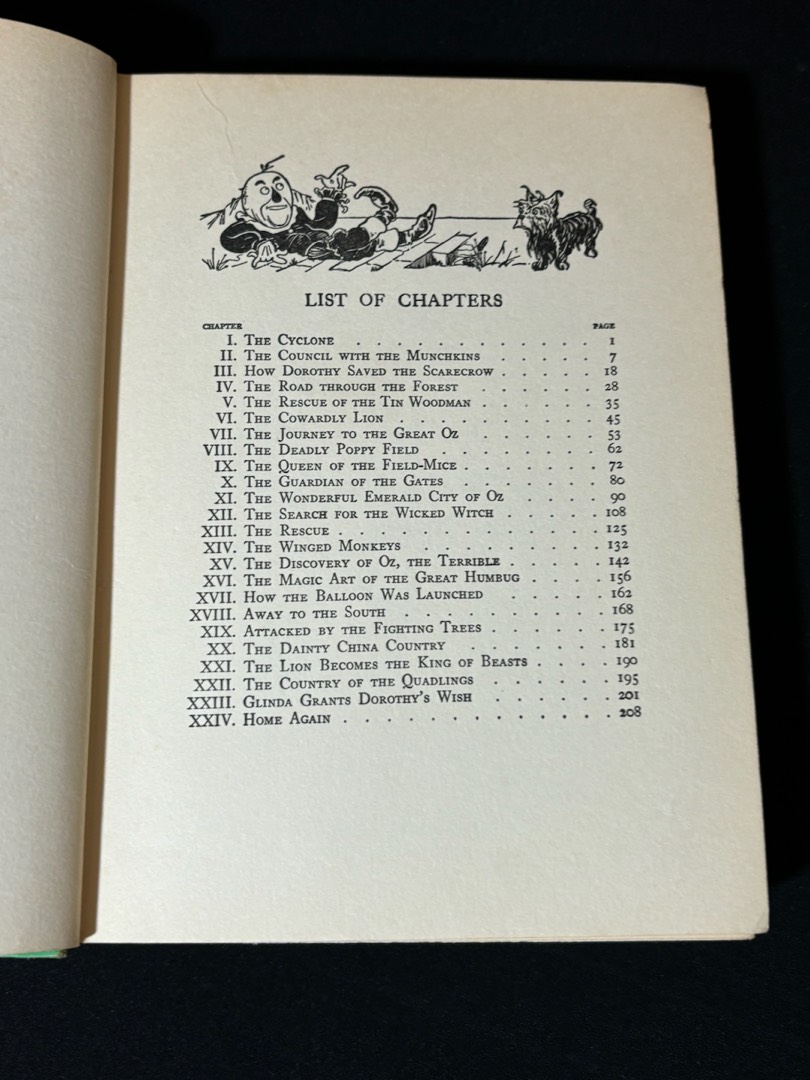 LIST OF CHAPTERS
CHAPTER PAGE
I. THE CYCLONE . . . . . . . . . . . . 1
II. THE COUNCIL WITH THE MUNCHKINS . . . . . 7
III. HOW DOROTHY SAVED THE SCARECROW . . . . . 18
IV. THE ROAD THROUGH THE FOREST . . . . . . 28
V. THE RESCUE OF THE TIN WOODMAN . . . . . . 35
VI. THE COWARDLY LION . . . . . . . . . . 45
VII. THE JOURNEY TO THE GREAT OZ . . . . . . 53
VIII. THE DEADLY POPPY FIELD . . . . . . . . 62
IX. THE QUEEN OF THE FIELD-MICE . . . . . . . 72
X. THE GUARDIAN OF THE GATES . . . . . . . 80
XI. THE WONDERFUL EMERALD CITY OF OZ . . . . 90
XII. THE SEARCH FOR THE WICKED WITCH . . . . . 108
XIII. THE RESCUE . . . . . . . . . . . . . 125
XIV. THE WINGED MONKEYS . . . . . . . . . 132
XV. THE DISCOVERY OF OZ, THE TERRIBLE . . . . . 142
XVI. THE MAGIC ART OF THE GREAT HUMBUG . . . . 156
XVII. HOW THE BALLOON WAS LAUNCHED . . . . . 162
XVIII. AWAY TO THE SOUTH . . . . . . . . . . 168
XIX. ATTACKED BY THE FIGHTING TREES . . . . . . 175
XX. THE DAINTY CHINA COUNTRY . . . . . . . 181
XXI. THE LION BECOMES THE KING OF BEASTS . . . . 190
XXII. THE COUNTRY OF THE QUADLINGS . . . . . . 195
XXIII. GLINDA GRANTS DOROTHY'S WISH . . . . . . 201
XXIV. HOME AGAIN . . . . . . . . . . . . . 208